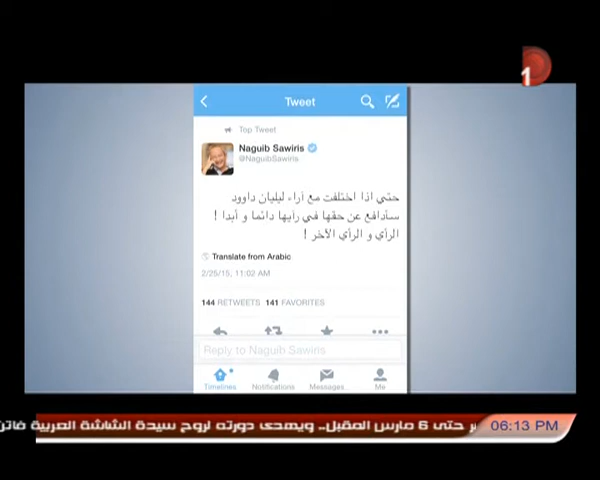 1
Tweet
Top Tweet
Naguib Sawiris
@NaguibSawiris
حتي اذا اختلفت مع آراء ليليان داوود
سأدافع عن حقها في رأيها دائما و أبدا !
الرأي و الرأي الآخر !
Translate from Arabic
2/25/15, 11:02 AM
144 RETWEETS 141 FAVORITES
Reply to Naguib Sawiris
Timelines Notifications Messages Me
ر حتى 6 مارس المقبل.. ويهدى دورته لروح سيدة الشاشة العربية فاتن
06:13 PM